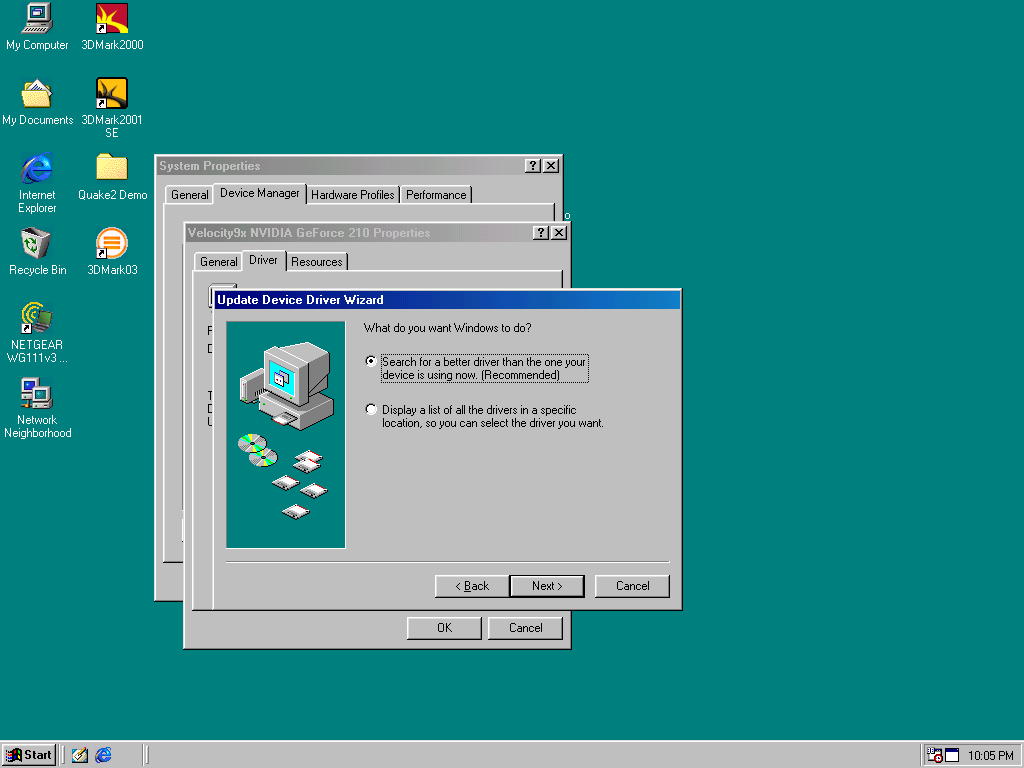 My Computer
3DMark2000
My Documents
3DMark2001
SE
Internet
Explorer
Quake2 Demo
Recycle Bin
3DMark03
NETGEAR
WG111v3 ...
Network
Neighborhood
System Properties
General
Device Manager
Hardware Profiles
Performance
Velocity9x NVIDIA GeForce 210 Properties
General
Driver
Resources
Update Device Driver Wizard
What do you want Windows to do?
Search for a better driver than the one your
device is using now. (Recommended)
Display a list of all the drivers in a specific
location, so you can select the driver you want.
< Back
Next >
Cancel
OK
Cancel
Start
10:05 PM